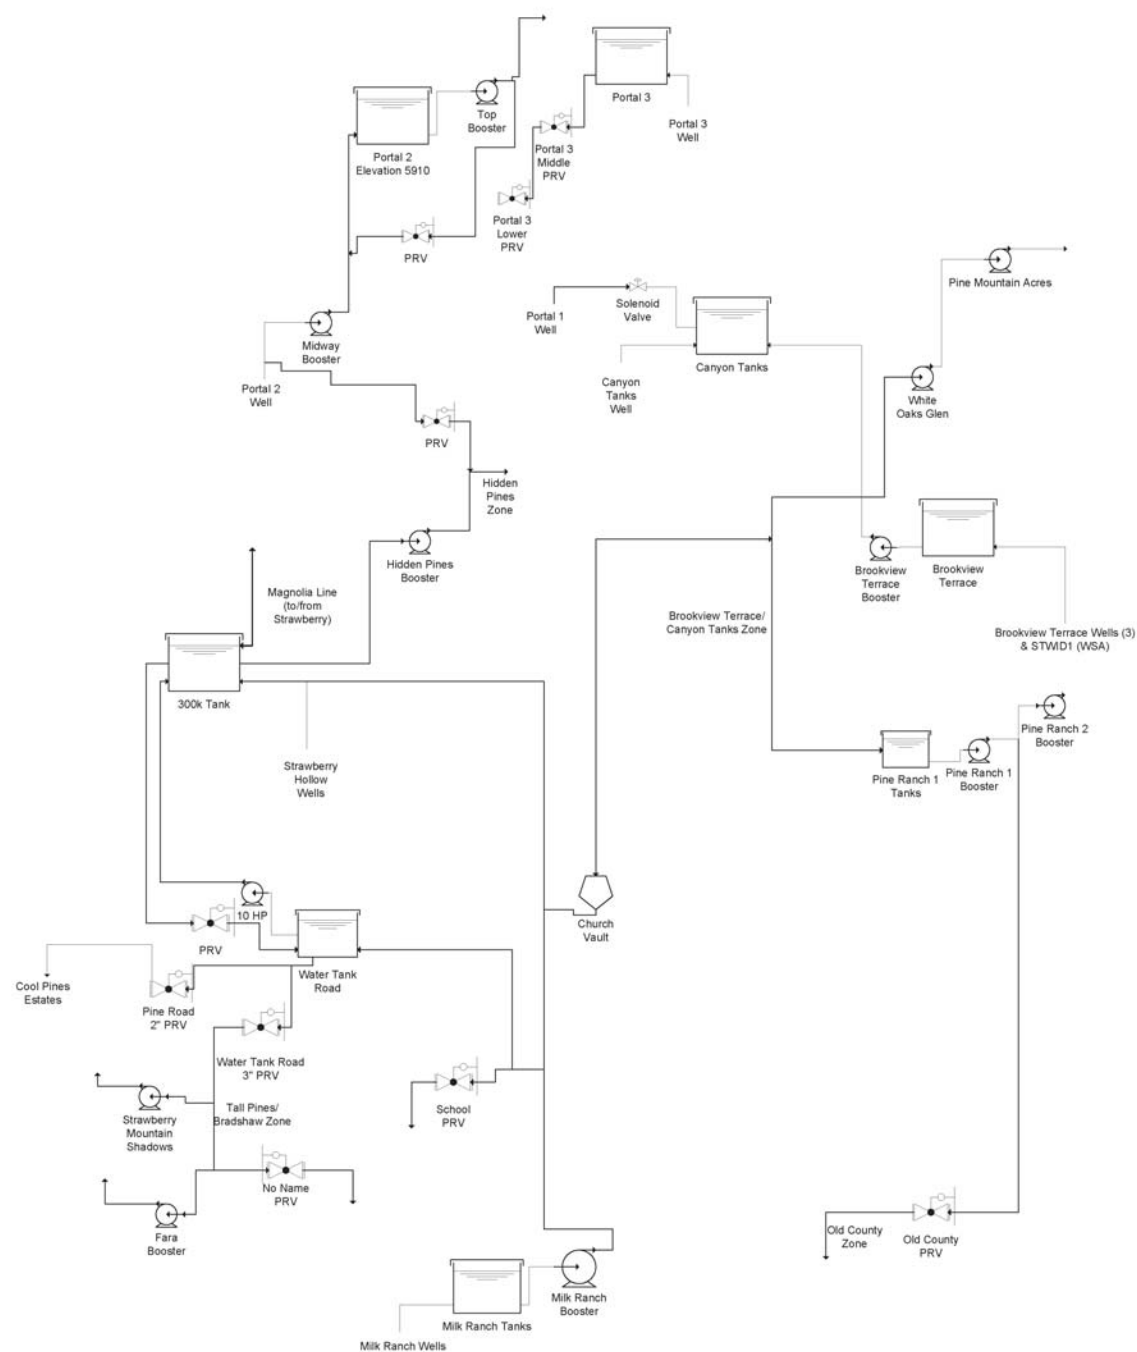 Portal 3
Top
Booster
Portal 3
Well
Portal 2
Elevation 5910
Portal 3
Middle
PRV
Portal 3
Lower
PRV
PRV
Pine Mountain Acres
Solenoid
Valve
Portal 1
Well
Midway
Booster
Canyon Tanks
Canyon
Tanks
Well
Portal 2
Well
White
Oaks Glen
PRV
Hidden
Pines
Zone
Hidden Pines
Booster
Brookview
Terrace
Booster
Brookview
Terrace
Magnolia Line
(to/from
Strawberry)
Brookview Terrace/
Canyon Tanks Zone
Brookview Terrace Wells (3)
& STWID1 (WSA)
300k Tank
Pine Ranch 2
Booster
Strawberry
Hollow
Wells
Pine Ranch 1
Tanks
Pine Ranch 1
Booster
10 HP
Church
Vault
PRV
Water Tank
Road
Cool Pines
Estates
Pine Road
2" PRV
Water Tank Road
3" PRV
School
PRV
Tall Pines/
Bradshaw Zone
Strawberry
Mountain
Shadows
No Name
PRV
Fara
Booster
Old County
Zone
Old County
PRV
Milk Ranch
Booster
Milk Ranch Tanks
Milk Ranch Wells